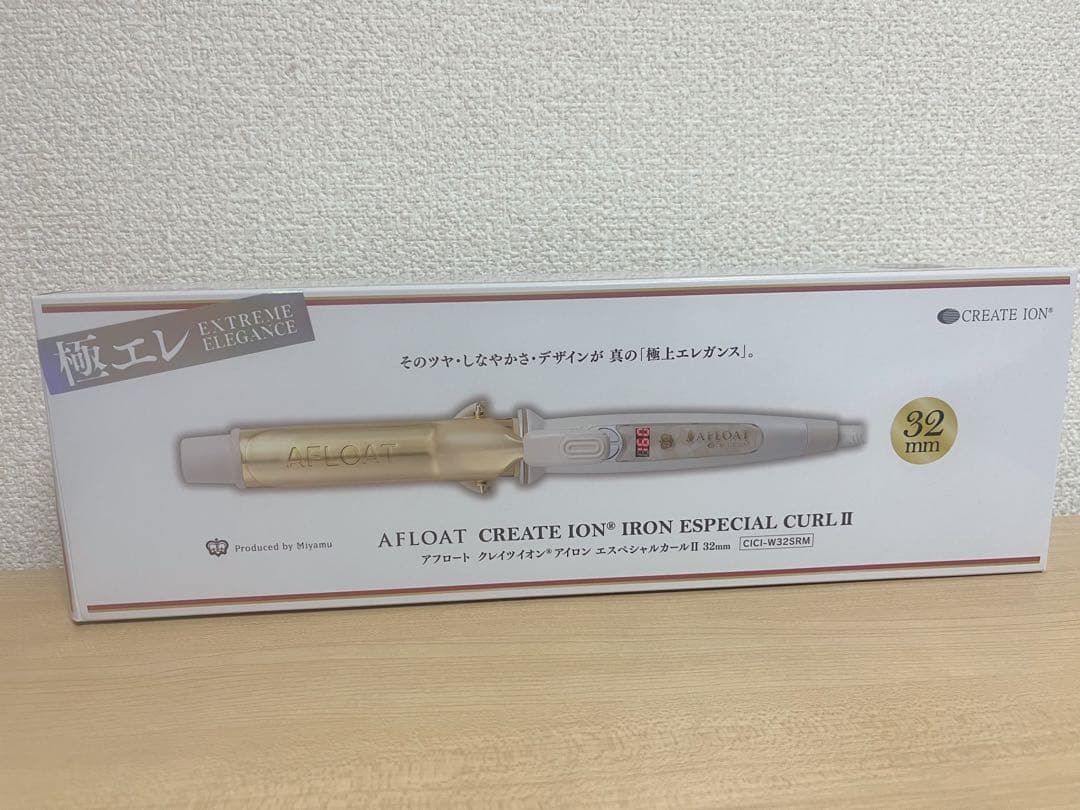 極エレ
EXTREME
ELEGANCE
CREATE ION®
そのツヤ・しなやかさ・デザインが 真の「極上エレガンス」。
AFLOAT
160
AFLOAT
32
mm
Produced by Miyamu
AFLOAT CREATE ION® IRON ESPECIAL CURL II
アフロート クレイツイオン®アイロン エスペシャルカールII 32mm CICI-W32SRM